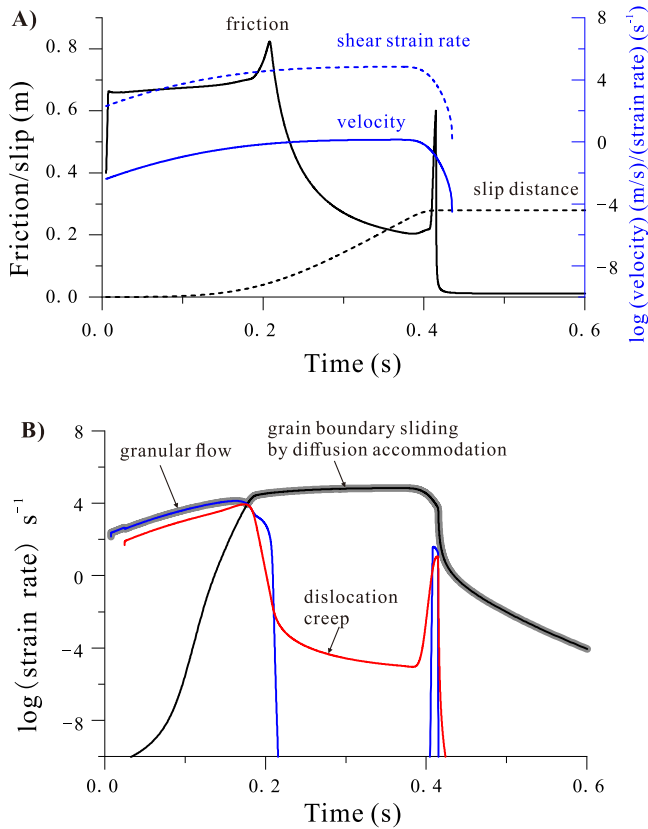 A)
friction
shear strain rate
velocity
slip distance
0. 8
0. 6
0. 4
0. 2
0. 0
Friction/slip (m)
8
4
0
-4
-8
log (velocity) (m/s)/(strain rate) (s⁻¹)
0. 0
0. 2
0. 4
0. 6
Time (s)
B)
granular flow
grain boundary sliding
by diffusion accommodation
dislocation
creep
8
4
0
-4
-8
log(strain rate) s⁻¹
0. 0
0. 2
0. 4
0. 6
Time (s)